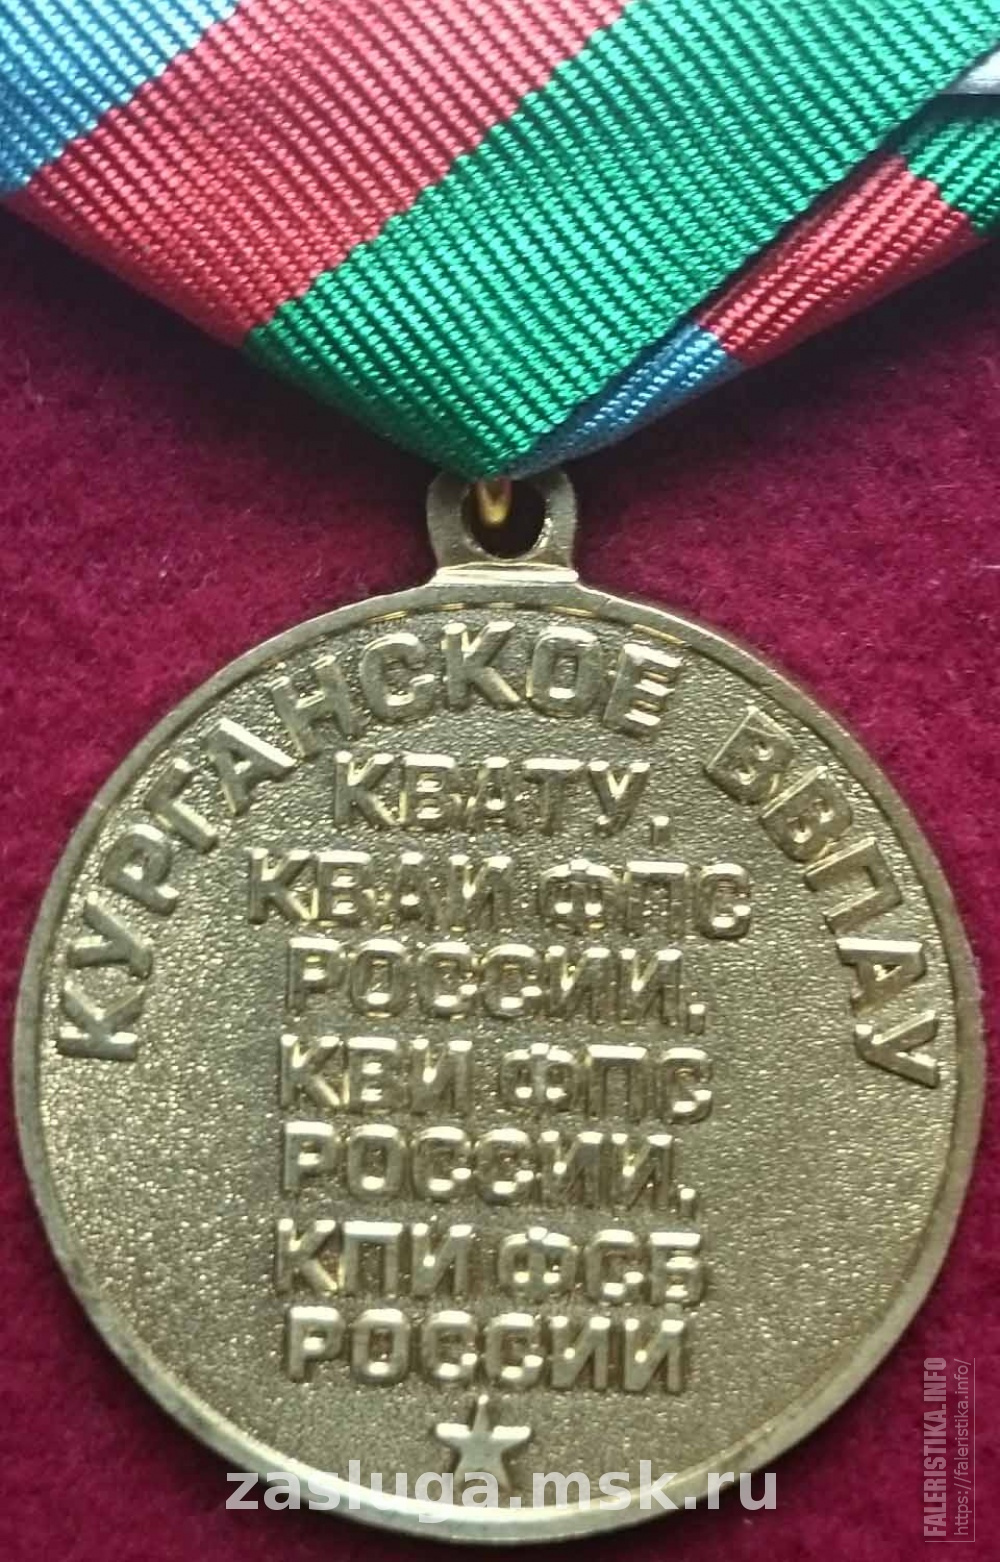 КУРГАНСКОЕ ВВПАУ
КВАТУ,
КВАИ ФПС
РОССИИ,
КВИ ФПС
РОССИИ,
КПИ ФСБ
РОССИИ
zasluga.msk.ru
FALERISTIKA.INFO
https://faleristika.info/